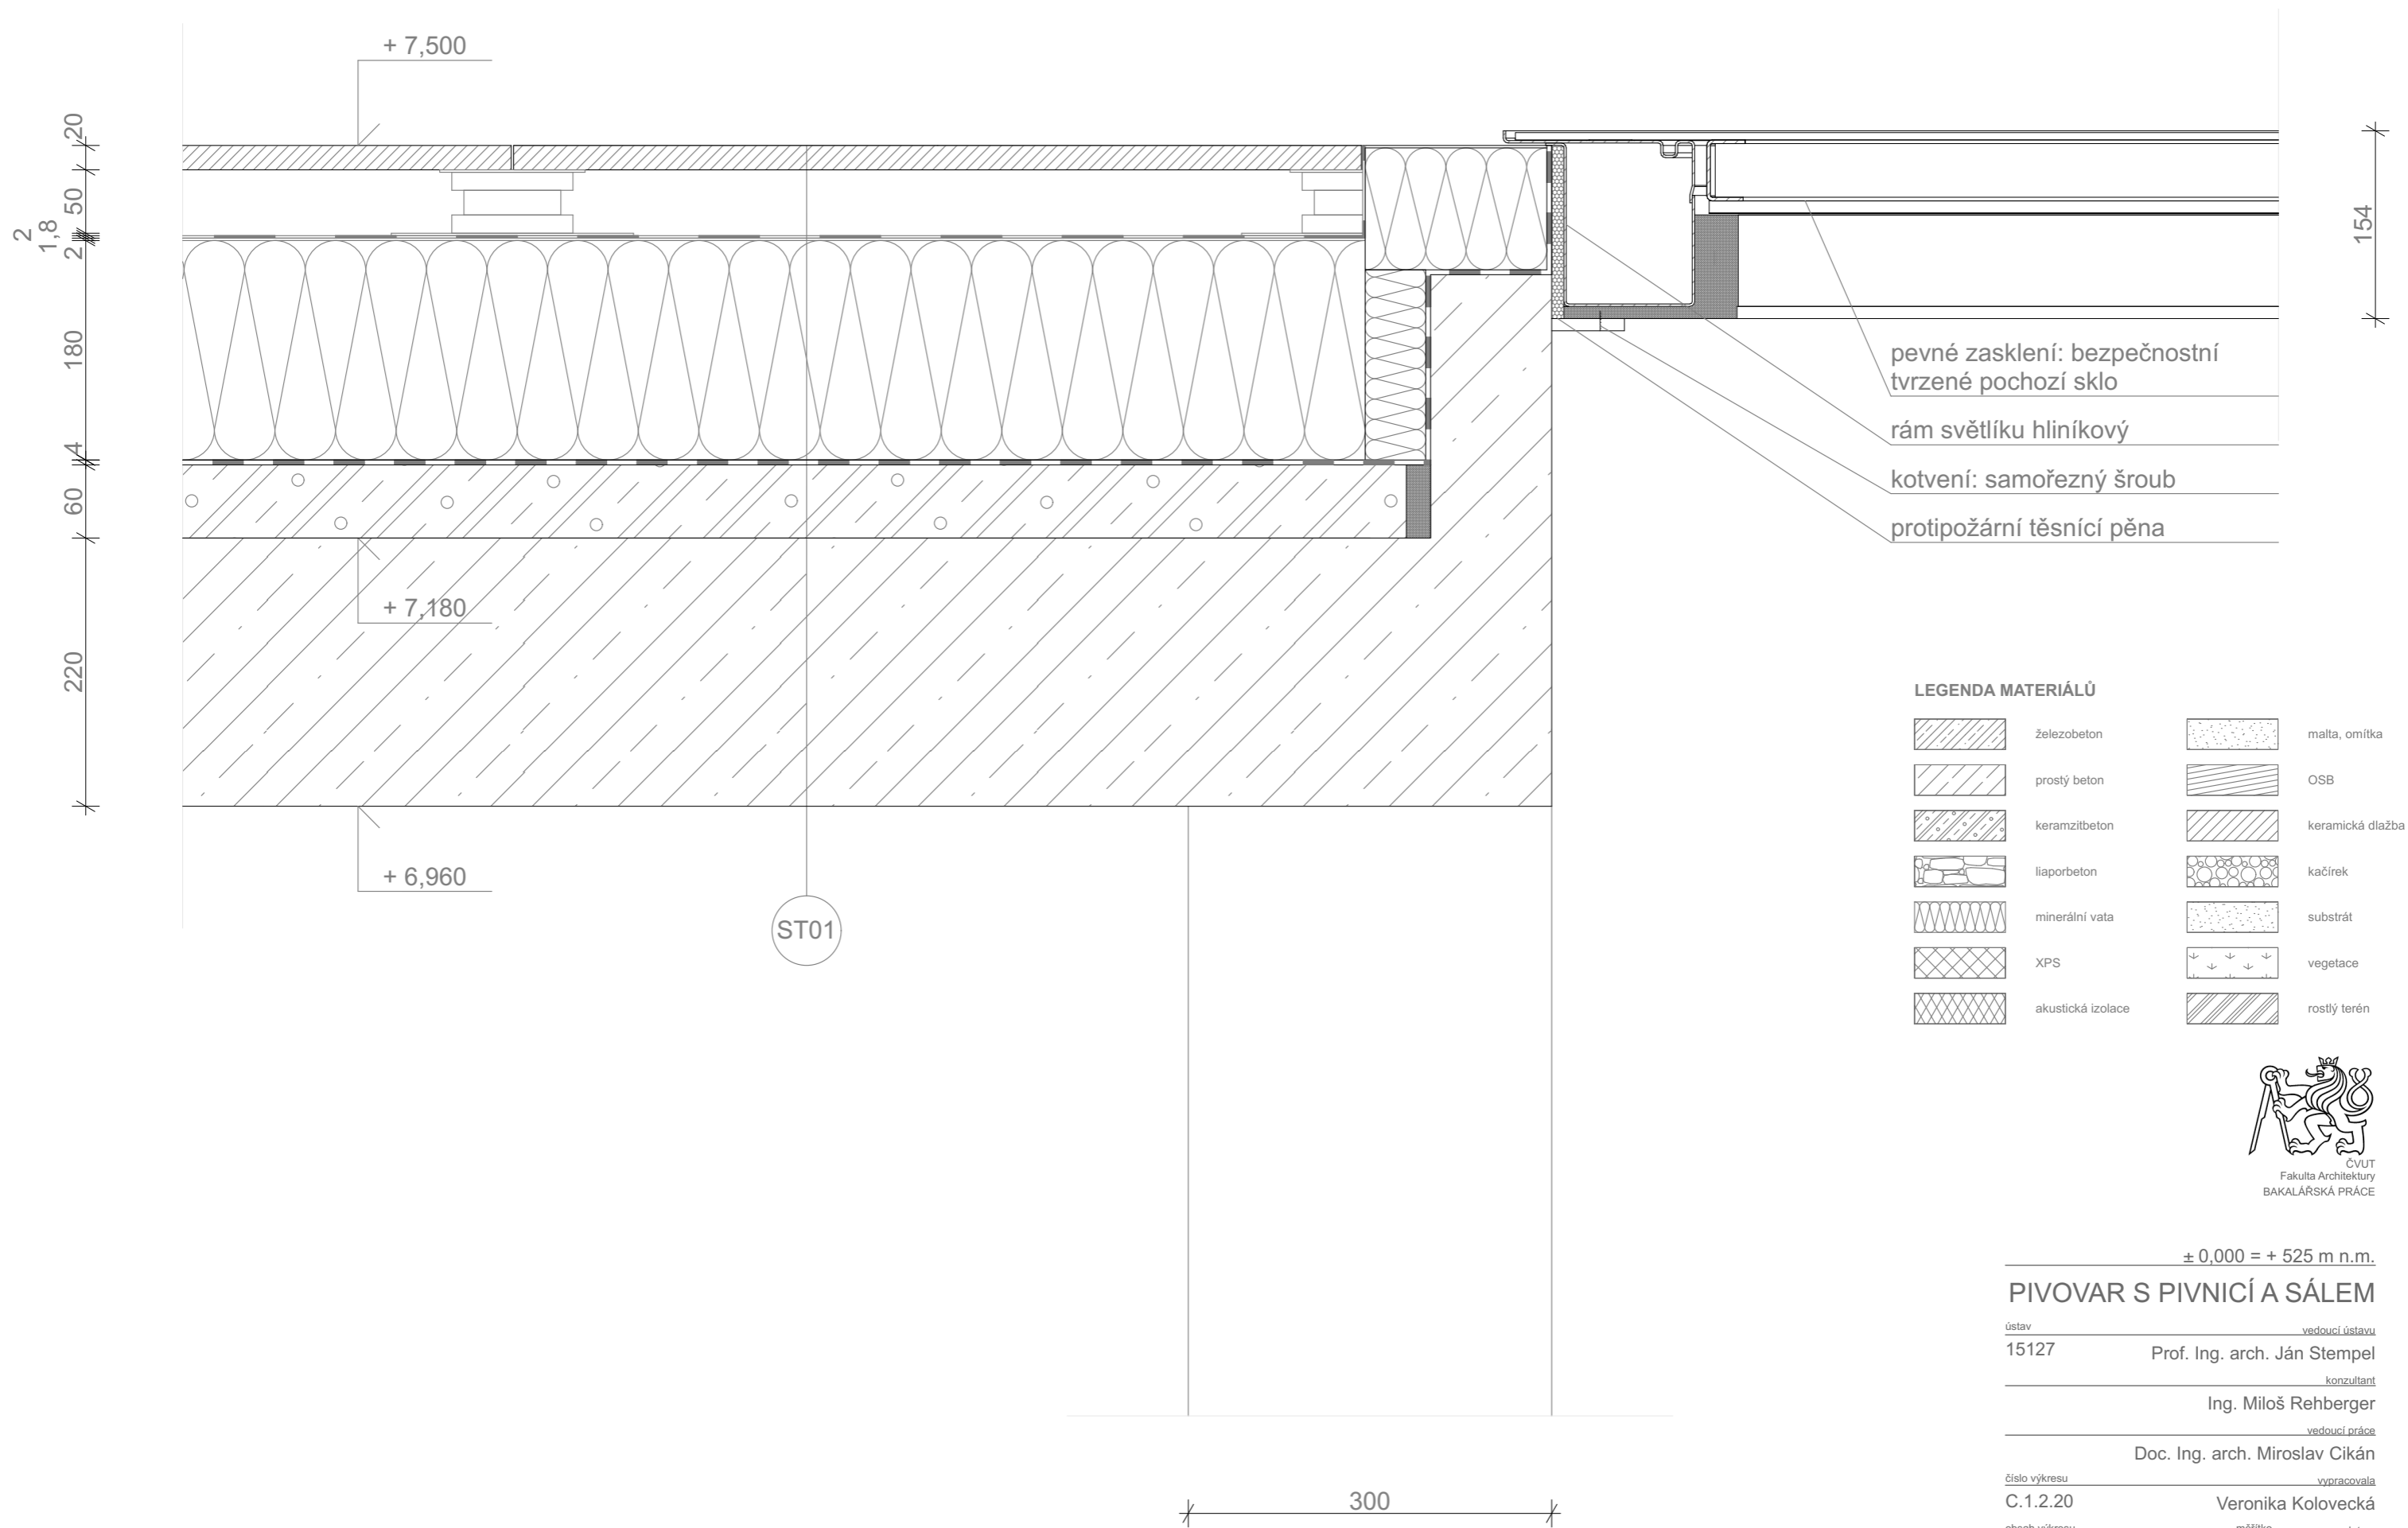 + 7,500
20
50
2
1,8
2
180
4
60
220
154
+ 7,180
+ 6,960
ST01
300
pevné zasklení: bezpečnostní
tvrzené pochozí sklo
rám světlíku hliníkový
kotvení: samořezný šroub
protipožární těsnící pěna
LEGENDA MATERIÁLŮ
železobeton
malta, omítka
prostý beton
OSB
keramzitbeton
keramická dlažba
liaporbeton
kačírek
minerální vata
substrát
XPS
vegetace
akustická izolace
rostlý terén
ČVUT
Fakulta Architektury
BAKALÁŘSKÁ PRÁCE
± 0,000 = + 525 m n.m.
PIVOVAR S PIVNICÍ A SÁLEM
ústav vedoucí ústavu
15127 Prof. Ing. arch. Ján Stempel
konzultant
Ing. Miloš Rehberger
vedoucí práce
Doc. Ing. arch. Miroslav Cikán
číslo výkresu vypracovala
C.1.2.20 Veronika Kolovecká
obsah výkresu měřítko